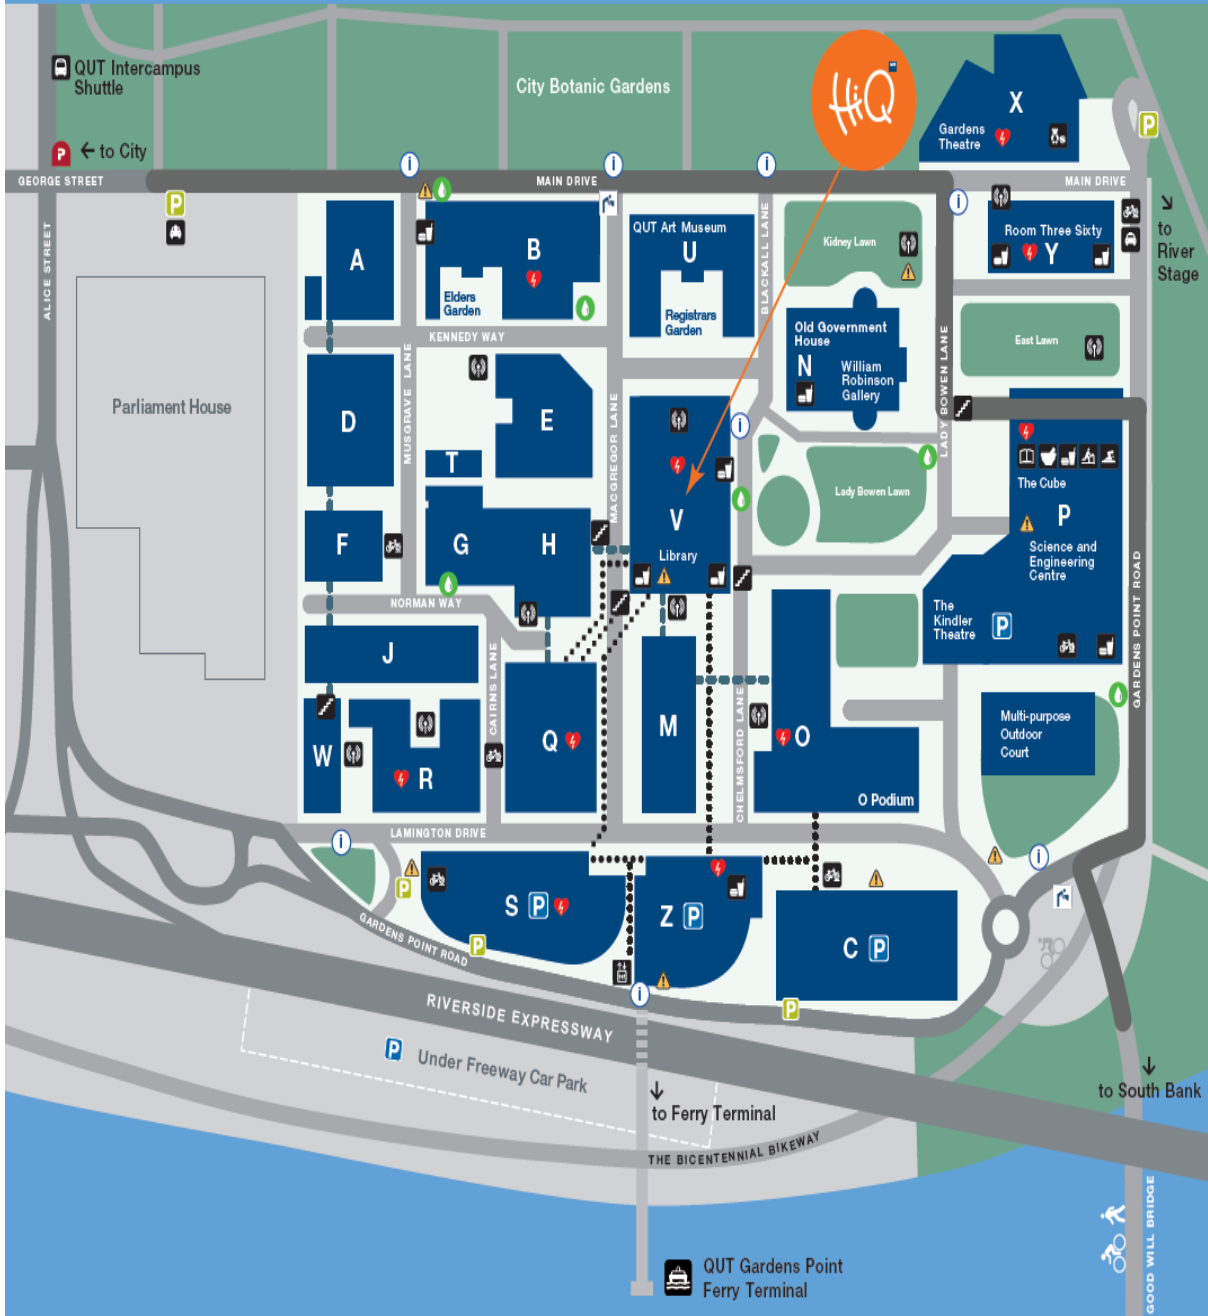 QUT Intercampus
Shuttle
P ← to City
GEORGE STREET
ALICE STREET
P
City Botanic Gardens
HiQ
X
Gardens
Theatre
P
i
i
i
MAIN DRIVE
MAIN DRIVE
i
to
River
Stage
A
B
Elders
Garden
QUT Art Museum
U
Registrars
Garden
BLACKALL LANE
Kidney Lawn
Room Three Sixty
Y
KENNEDY WAY
MUSGRAVE LANE
MACGREGOR LANE
Old Government
House
N
William
Robinson
Gallery
LADY BOWEN LANE
East Lawn
Parliament House
D
E
T
i
V
Library
Lady Bowen Lawn
The Cube
P
Science and
Engineering
Centre
The
Kindler
Theatre
P
GARDENS POINT ROAD
F
G
H
NORMAN WAY
J
CAIRNS LANE
W
R
Q
M
CHELMSFORD LANE
O
O Podium
Multi-purpose
Outdoor
Court
LAMINGTON DRIVE
i
i
P
S P
Z P
C P
GARDENS POINT ROAD
P
i
P
RIVERSIDE EXPRESSWAY
P Under Freeway Car Park
to Ferry Terminal
to South Bank
THE BICENTENNIAL BIKEWAY
GOOD WILL BRIDGE
QUT Gardens Point
Ferry Terminal